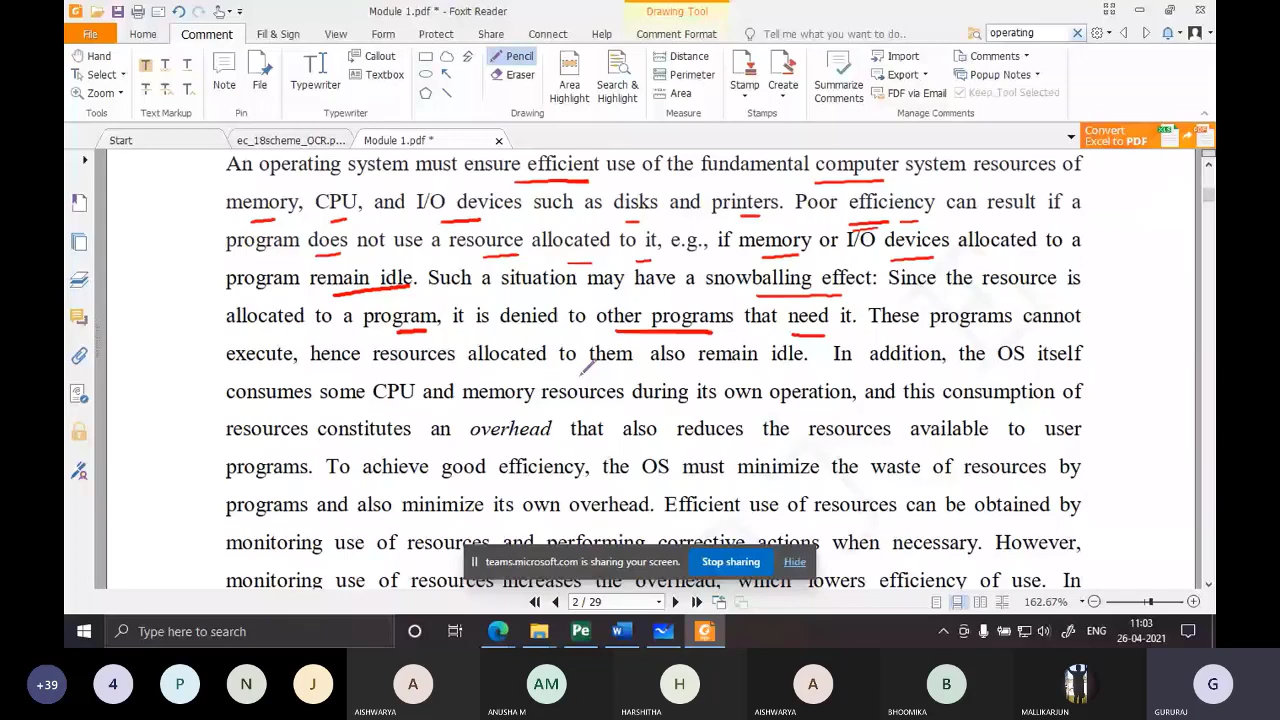 Module 1.pdf * - Foxit Reader
Drawing Tool
File Home Comment Fill & Sign View Form Protect Share Connect Help Comment Format Tell me what you want to do... operating
Hand Select Zoom
Tools
Text Markup
Note File
Typewriter Callout Textbox
Typewriter
Pencil Eraser
Drawing
Area Highlight Search & Highlight
Distance Perimeter Area
Measure
Stamp Create
Stamps
Summarize Comments Import Export FDF via Email Comments Popup Notes Keep Tool Selected
Manage Comments
Start ec_18scheme_OCR.p... Module 1.pdf *
Convert Excel to PDF
An operating system must ensure efficient use of the fundamental computer system resources of
memory, CPU, and I/O devices such as disks and printers. Poor efficiency can result if a
program does not use a resource allocated to it, e.g., if memory or I/O devices allocated to a
program remain idle. Such a situation may have a snowballing effect: Since the resource is
allocated to a program, it is denied to other programs that need it. These programs cannot
execute, hence resources allocated to them also remain idle. In addition, the OS itself
consumes some CPU and memory resources during its own operation, and this consumption of
resources constitutes an overhead that also reduces the resources available to user
programs. To achieve good efficiency, the OS must minimize the waste of resources by
programs and also minimize its own overhead. Efficient use of resources can be obtained by
monitoring use of resources and performing corrective actions when necessary. However,
monitoring use of resources increases the overhead, which lowers efficiency of use. In
teams.microsoft.com is sharing your screen. Stop sharing Hide
2 / 29 162.67%
Type here to search Pe ENG 11:03 26-04-2021
+39 4 P N J A AM H A B G
AISHWARYA ANUSHA M HARSHITHA AISHWARYA BHOOMIKA MALLIKARJUN GURURAJ